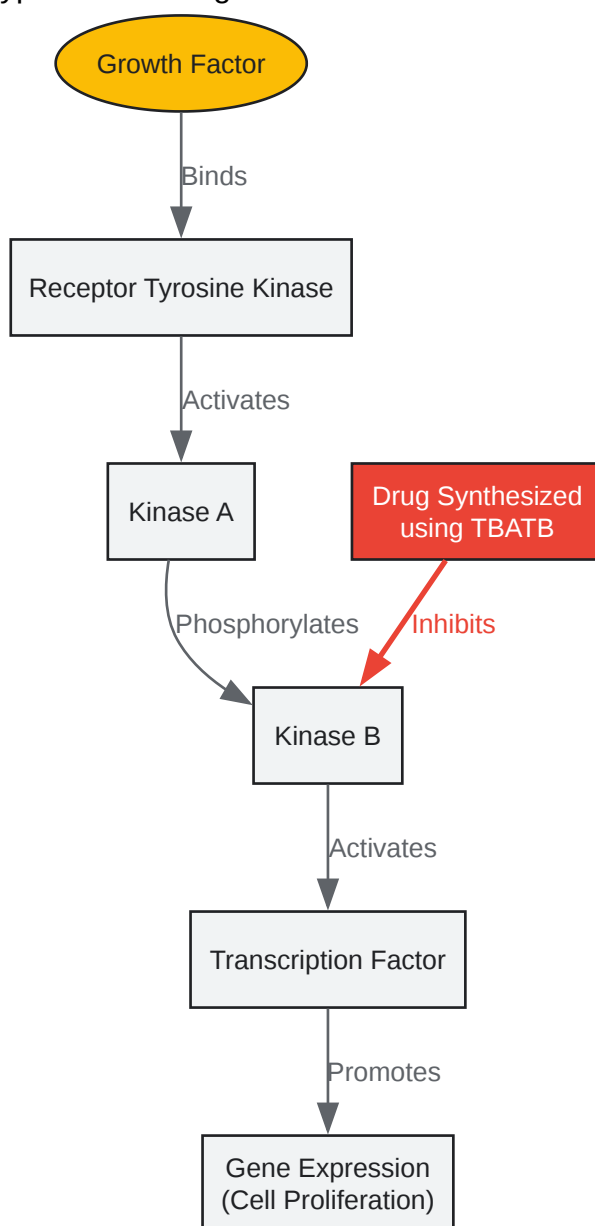 Growth Factor
Binds
Receptor Tyrosine Kinase
Activates
Kinase A
Drug Synthesized
using TBATB
Phosphorylates
Inhibits
Kinase B
Activates
Transcription Factor
Promotes
Gene Expression
(Cell Proliferation)